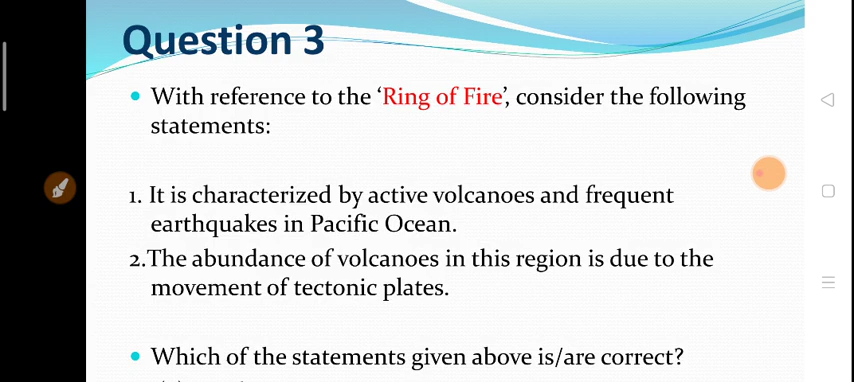 Question 3
With reference to the ‘Ring of Fire’, consider the following
statements:
1. It is characterized by active volcanoes and frequent
earthquakes in Pacific Ocean.
2.The abundance of volcanoes in this region is due to the
movement of tectonic plates.
Which of the statements given above is/are correct?